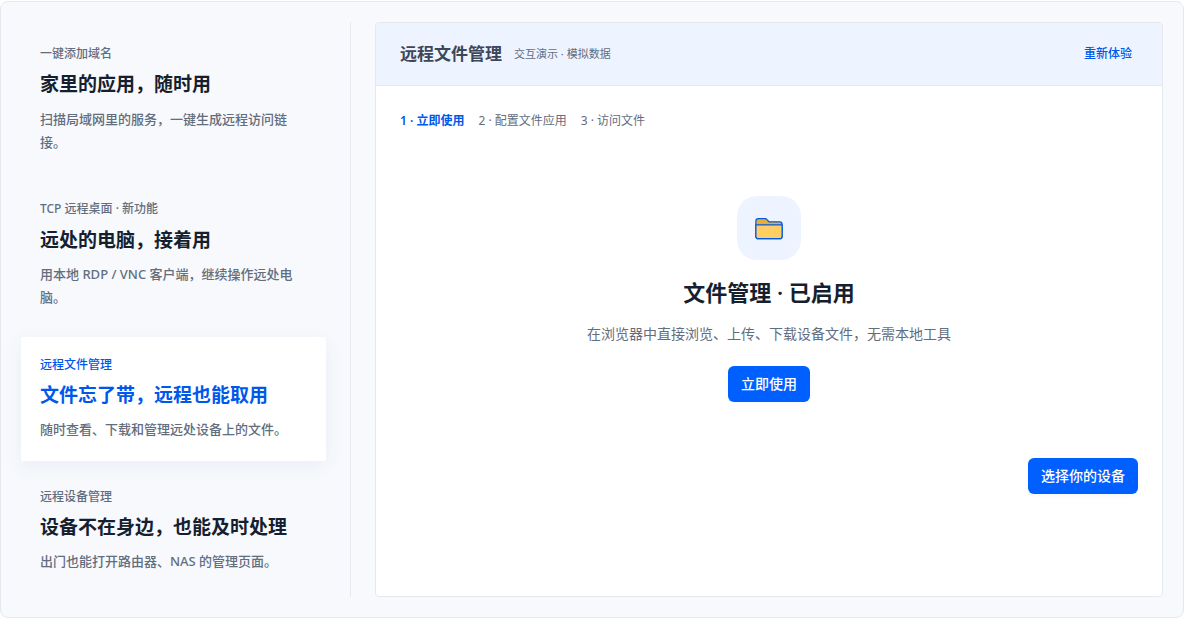 一键添加域名
家里的应用，随时用
扫描局域网里的服务，一键生成远程访问链
接。
TCP 远程桌面 · 新功能
远处的电脑，接着用
用本地 RDP / VNC 客户端，继续操作远处电
脑。
远程文件管理
文件忘了带，远程也能取用
随时查看、下载和管理远处设备上的文件。
远程设备管理
设备不在身边，也能及时处理
出门也能打开路由器、NAS 的管理页面。
远程文件管理 交互演示 · 模拟数据 重新体验
1 · 立即使用 2 · 配置文件应用 3 · 访问文件
文件管理 · 已启用
在浏览器中直接浏览、上传、下载设备文件，无需本地工具
立即使用
选择你的设备